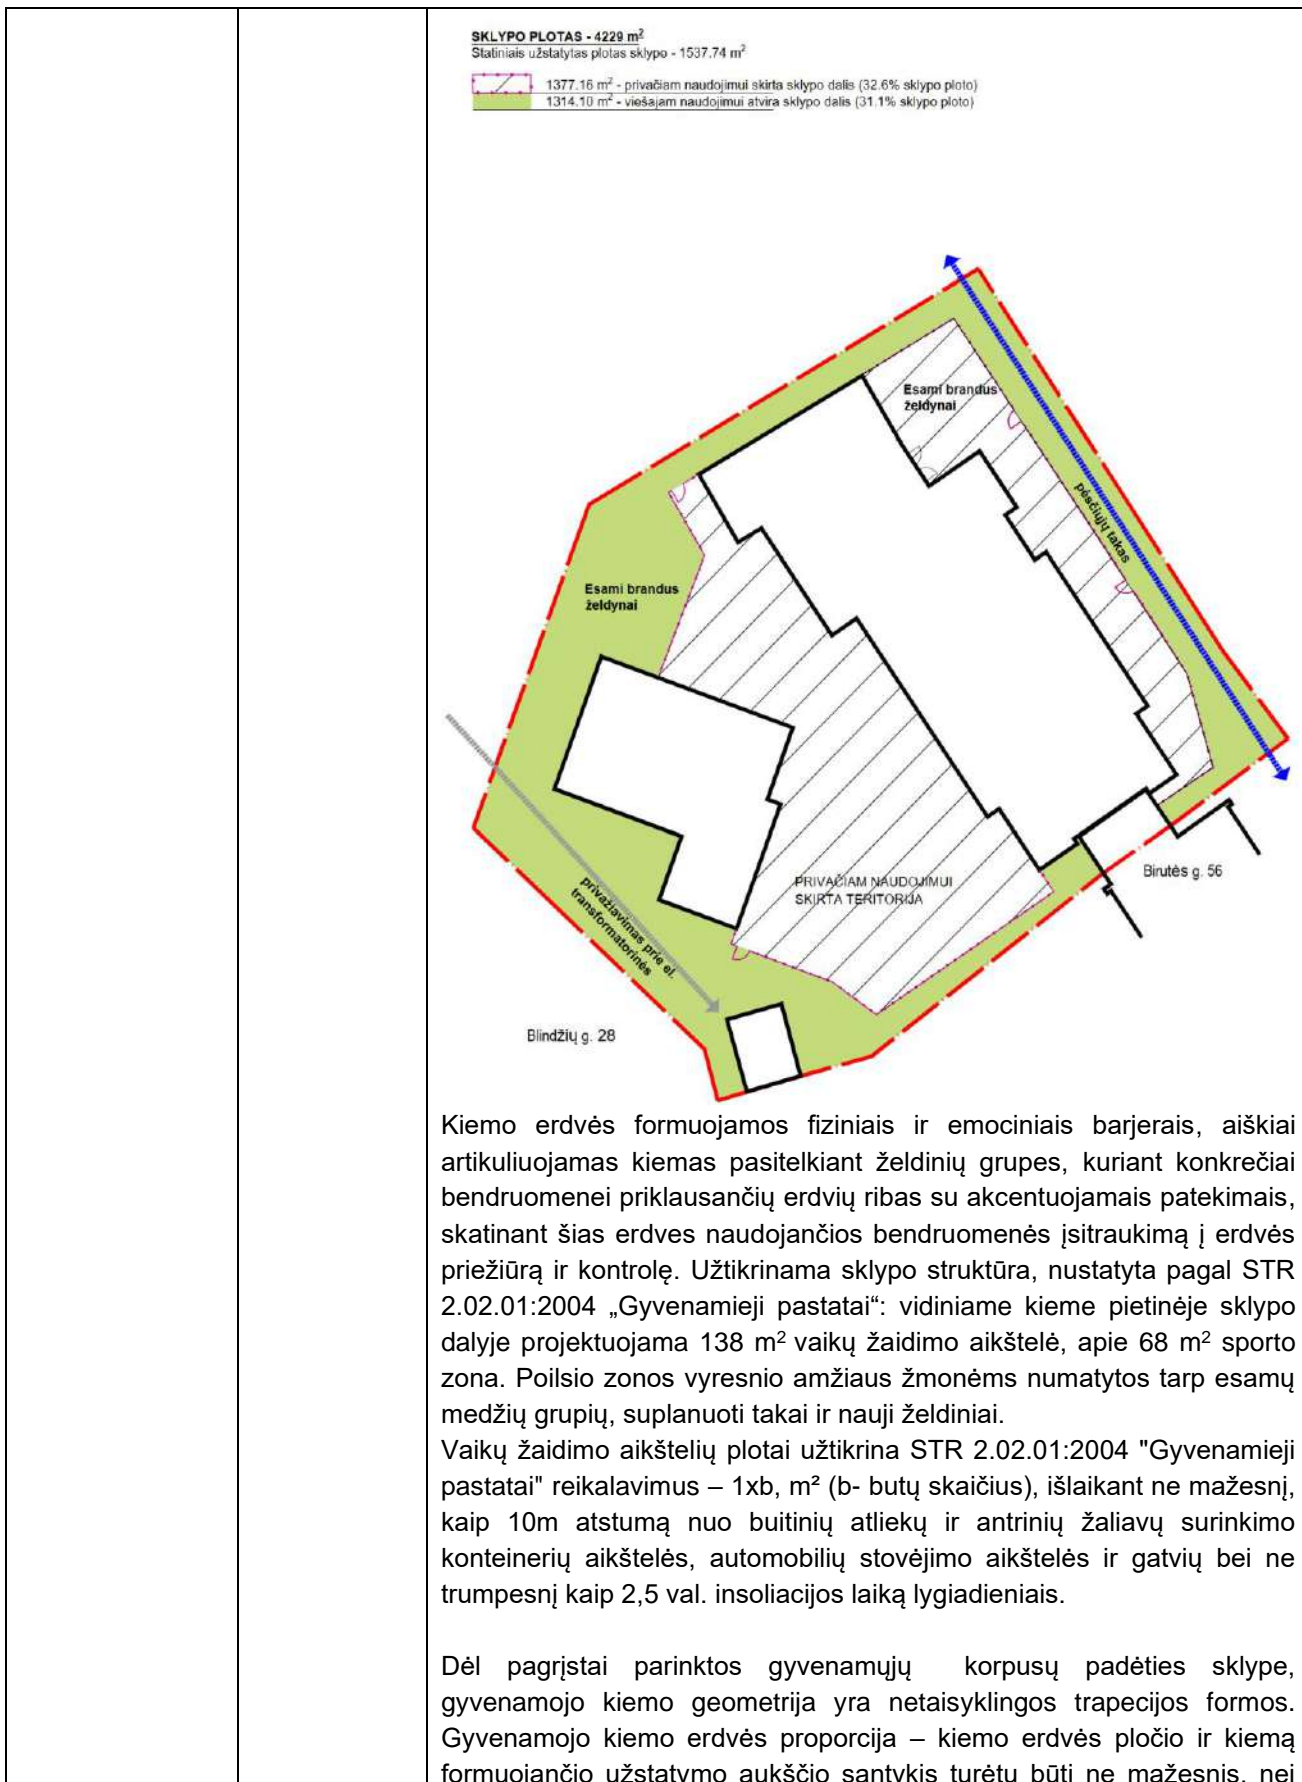 SKLYPO PLOTAS - 4229 m²
Statiniais užstatytas plotas sklypo - 1537.74 m²
1377.16 m² - privačiam naudojimui skirta sklypo dalis (32.6% sklypo ploto)
1314.10 m² - viešajam naudojimui atvira sklypo dalis (31.1% sklypo ploto)
Esami brandus
želdynai
pėsčiųjų takas
Esami brandus
želdynai
PRIVAČIAM NAUDOJIMUI
SKIRTA TERITORIJA
Birutės g. 56
privažiavimas prie el.
transformatorinės
Blindžių g. 28
Kiemo erdvės formuojamos fiziniais ir emociniais barjerais, aiškiai
artikuliuojamas kiemas pasitelkiant želdinių grupes, kuriant konkrečiai
bendruomenei priklausančių erdvių ribas su akcentuojamais patekimais,
skatinant šias erdves naudojančios bendruomenės įsitraukimą į erdvės
priežiūrą ir kontrolę. Užtikrinama sklypo struktūra, nustatyta pagal STR
2.02.01:2004 „Gyvenamieji pastatai“: vidiniame kieme pietinėje sklypo
dalyje projektuojama 138 m² vaikų žaidimo aikštelė, apie 68 m² sporto
zona. Poilsio zonos vyresnio amžiaus žmonėms numatytos tarp esamų
medžių grupių, suplanuoti takai ir nauji želdiniai.
Vaikų žaidimo aikštelių plotai užtikrina STR 2.02.01:2004 "Gyvenamieji
pastatai" reikalavimus – 1xb, m² (b- butų skaičius), išlaikant ne mažesnį,
kaip 10m atstumą nuo buitinių atliekų ir antrinių žaliavų surinkimo
konteinerių aikštelės, automobilių stovėjimo aikštelės ir gatvių bei ne
trumpesnį kaip 2,5 val. insoliacijos laiką lygiadieniais.
Dėl pagrįstai parinktos gyvenamųjų korpusų padėties sklype,
gyvenamojo kiemo geometrija yra netaisyklingos trapecijos formos.
Gyvenamojo kiemo erdvės proporcija – kiemo erdvės pločio ir kiemą
formuojančio užstatymo aukščio santykis turėtų būti ne mažesnis, nei